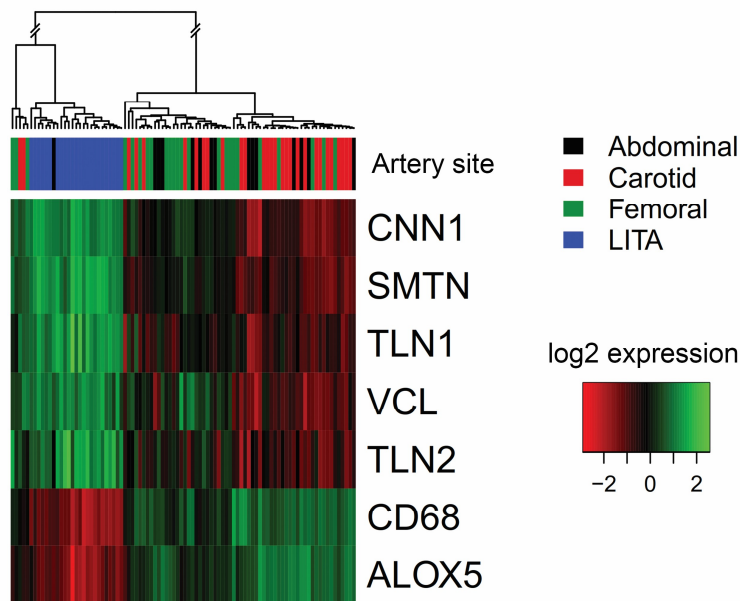 Artery site
Abdominal
Carotid
Femoral
LITA
CNN1
SMTN
TLN1
VCL
TLN2
CD68
ALOX5
log2 expression
−2 0 2